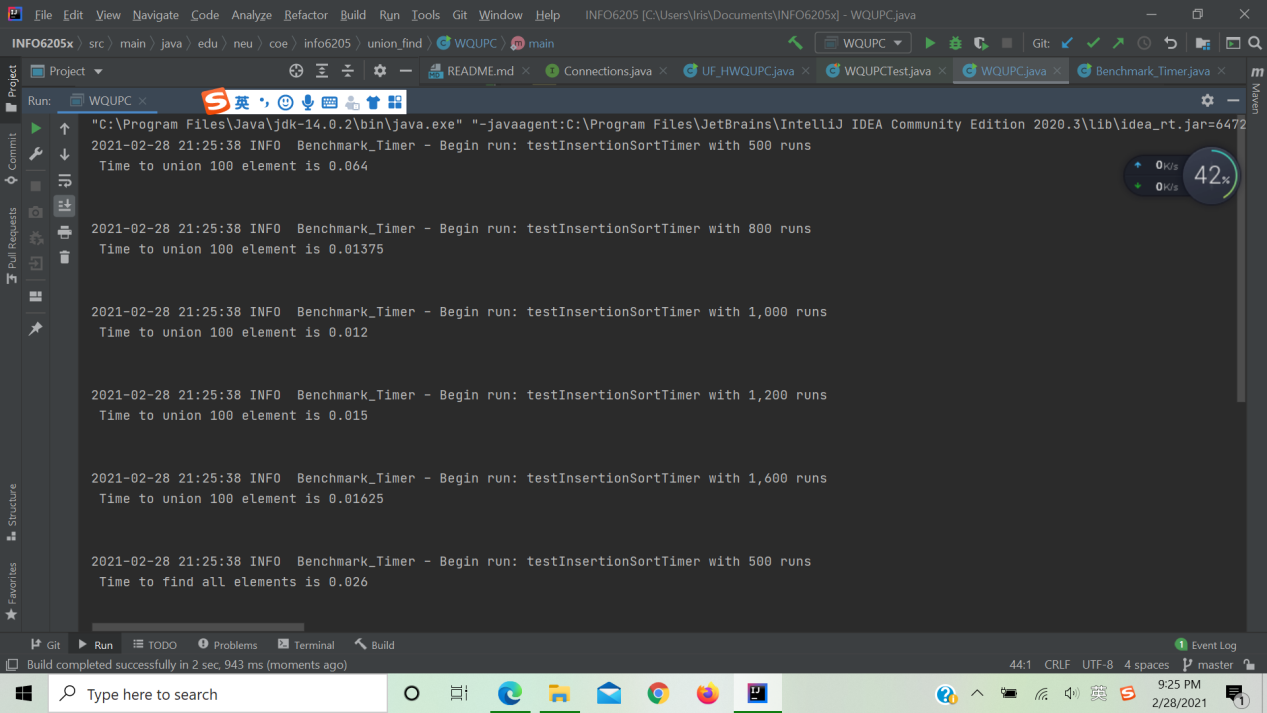 File Edit View Navigate Code Analyze Refactor Build Run Tools Git Window Help INFO6205 [C:\Users\Iris\Documents\INFO6205x] - WQUPC.java
INFO6205x src main java edu neu coe info6205 union_find WQUPC main WQUPC Git:
Project README.md Connections.java UF_HWQUPC.java WQUPCTest.java WQUPC.java Benchmark_Timer.java
Run: WQUPC 英
"C:\Program Files\Java\jdk-14.0.2\bin\java.exe" "-javaagent:C:\Program Files\JetBrains\IntelliJ IDEA Community Edition 2020.3\lib\idea_rt.jar=6472
2021-02-28 21:25:38 INFO  Benchmark_Timer - Begin run: testInsertionSortTimer with 500 runs
Time to union 100 element is 0.064
2021-02-28 21:25:38 INFO  Benchmark_Timer - Begin run: testInsertionSortTimer with 800 runs
Time to union 100 element is 0.01375
2021-02-28 21:25:38 INFO  Benchmark_Timer - Begin run: testInsertionSortTimer with 1,000 runs
Time to union 100 element is 0.012
2021-02-28 21:25:38 INFO  Benchmark_Timer - Begin run: testInsertionSortTimer with 1,200 runs
Time to union 100 element is 0.015
2021-02-28 21:25:38 INFO  Benchmark_Timer - Begin run: testInsertionSortTimer with 1,600 runs
Time to union 100 element is 0.01625
2021-02-28 21:25:38 INFO  Benchmark_Timer - Begin run: testInsertionSortTimer with 500 runs
Time to find all elements is 0.026
0K/s
0K/s
42%
Project
Commit
Pull Requests
Structure
Favorites
Maven
Git Run TODO Problems Terminal Build 1 Event Log
Build completed successfully in 2 sec, 943 ms (moments ago) 44:1 CRLF UTF-8 4 spaces master
Type here to search 英 9:25 PM
2/28/2021 1